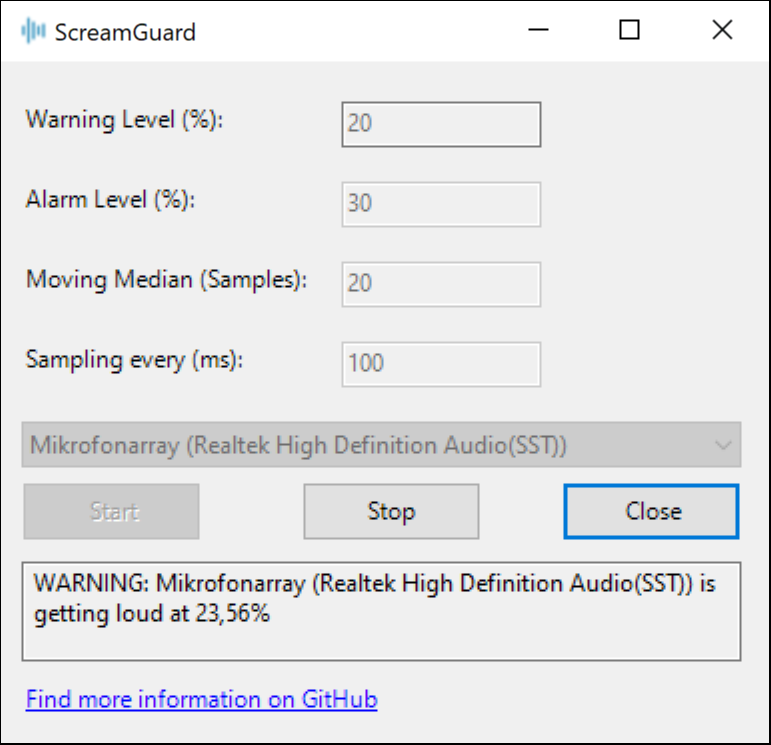 ScreamGuard
Warning Level (%): 20
Alarm Level (%): 30
Moving Median (Samples): 20
Sampling every (ms): 100
Mikrofonarray (Realtek High Definition Audio(SST))
Start Stop Close
WARNING: Mikrofonarray (Realtek High Definition Audio(SST)) is
getting loud at 23,56%
Find more information on GitHub